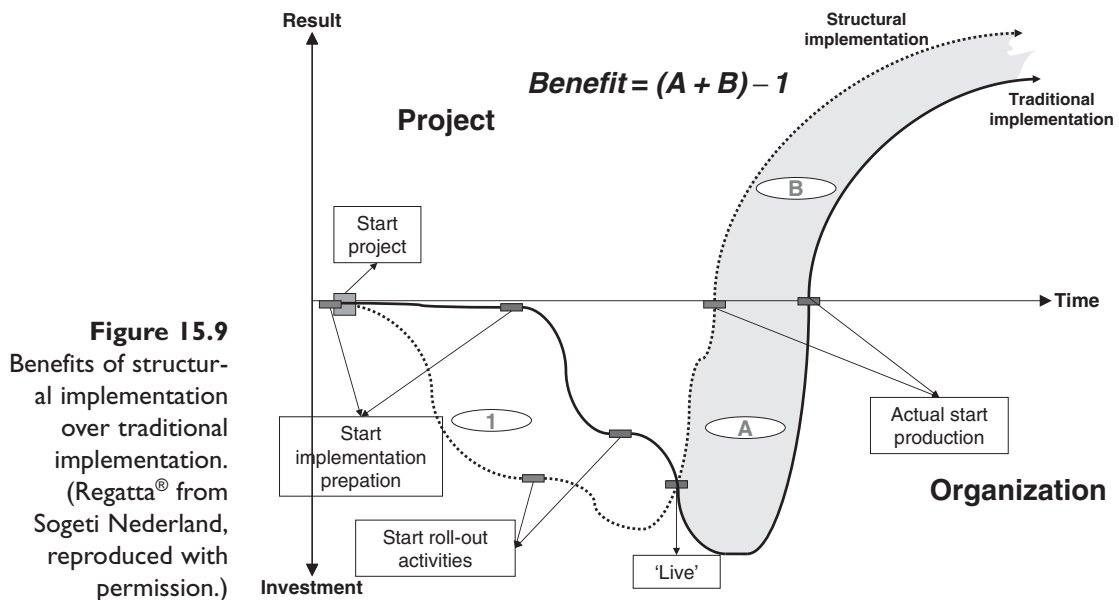 Result
Structural
implementation
Benefit = (A + B) – 1
Traditional
implementation
Project
B
Start
project
Time
Figure 15.9
Benefits of structur-
al implementation
over traditional
implementation.
(Regatta® from
Sogeti Nederland,
reproduced with
permission.)
1
A
Start
implementation
prepation
Actual start
production
Organization
Start roll-out
activities
'Live'
Investment